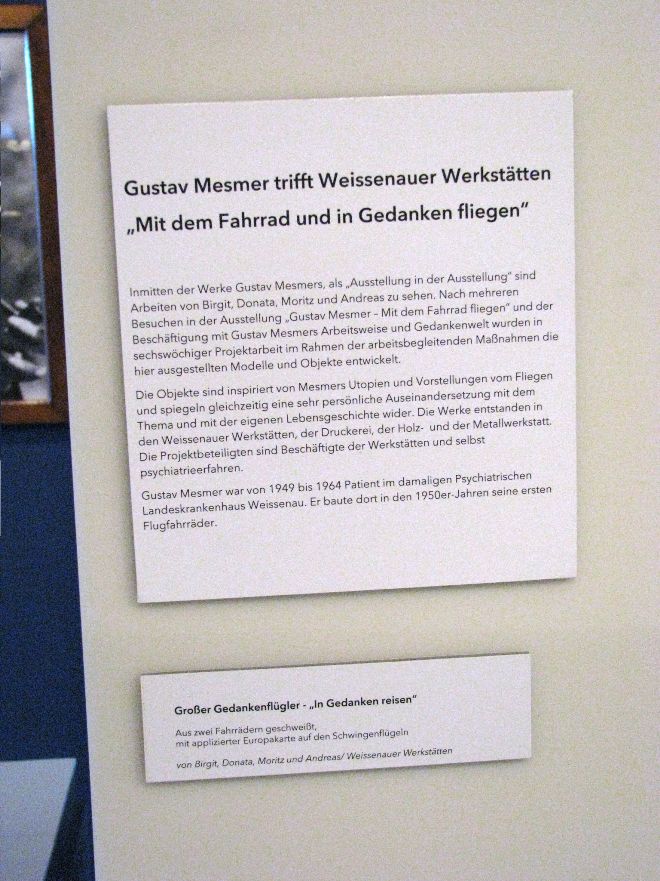 Gustav Mesmer trifft Weissenauer Werkstätten
„Mit dem Fahrrad und in Gedanken fliegen“
Inmitten der Werke Gustav Mesmers, als „Ausstellung in der Ausstellung“ sind
Arbeiten von Birgit, Donata, Moritz und Andreas zu sehen. Nach mehreren
Besuchen in der Ausstellung „Gustav Mesmer – Mit dem Fahrrad fliegen“ und der
Beschäftigung mit Gustav Mesmers Arbeitsweise und Gedankenwelt wurden in
sechswöchiger Projektarbeit im Rahmen der arbeitsbegleitenden Maßnahmen die
hier ausgestellten Modelle und Objekte entwickelt.
Die Objekte sind inspiriert von Mesmers Utopien und Vorstellungen vom Fliegen
und spiegeln gleichzeitig eine sehr persönliche Auseinandersetzung mit dem
Thema und mit der eigenen Lebensgeschichte wider. Die Werke entstanden in
den Weissenauer Werkstätten, der Druckerei, der Holz- und der Metallwerkstatt.
Die Projektbeteiligten sind Beschäftigte der Werkstätten und selbst
psychiatrieerfahren.
Gustav Mesmer war von 1949 bis 1964 Patient im damaligen Psychiatrischen
Landeskrankenhaus Weissenau. Er baute dort in den 1950er-Jahren seine ersten
Flugfahrräder.
Großer Gedankenflügler - „In Gedanken reisen“
Aus zwei Fahrrädern geschweißt,
mit applizierter Europakarte auf den Schwingenflügeln
von Birgit, Donata, Moritz und Andreas/ Weissenauer Werkstätten